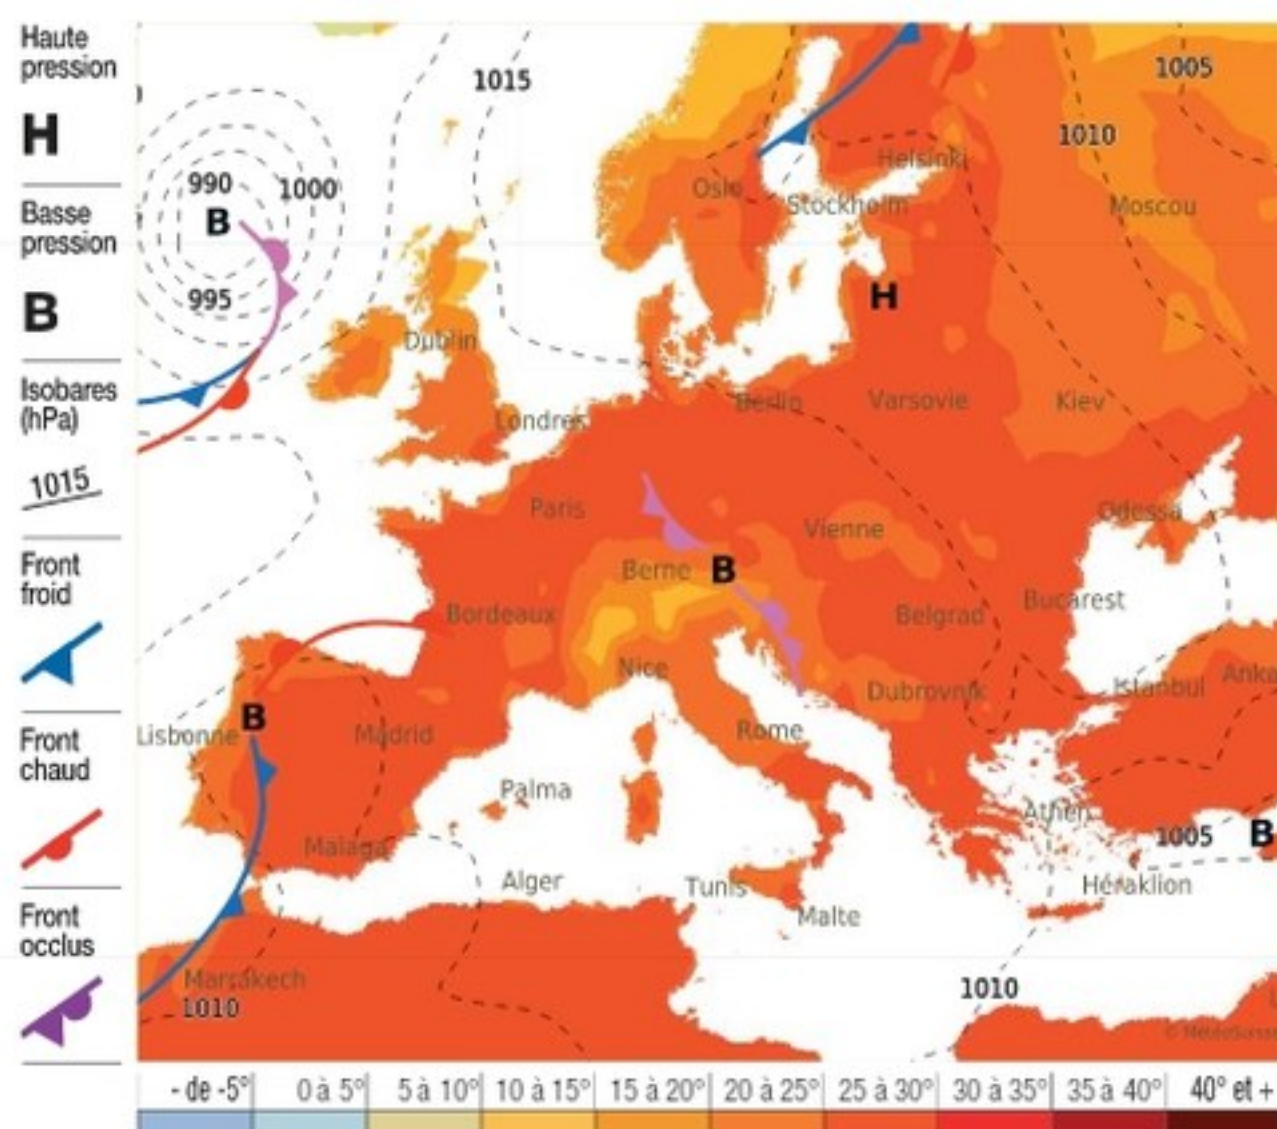 Haute
pression
H
Basse
pression
B
Isobares
(hPa)
1015
Front
froid
Front
chaud
Front
occlus
1015
1005
1010
990
1000
B
995
Helsinki
Oslo
Stockholm
Moscou
H
Dublin
Londres
Berlin
Varsovie
Kiev
Paris
Vienne
Odessa
Berne
B
Bordeaux
Belgrad
Bucarest
Nice
Dubrovnik
Istanbul
Anka
B
Lisbonne
Madrid
Rome
Palma
Athen
Malaga
1005
B
Alger
Tunis
Héraklion
Malte
Marrakech
1010
1010
© MétéoSuisse
- de -5°
0 à 5°
5 à 10°
10 à 15°
15 à 20°
20 à 25°
25 à 30°
30 à 35°
35 à 40°
40° et +